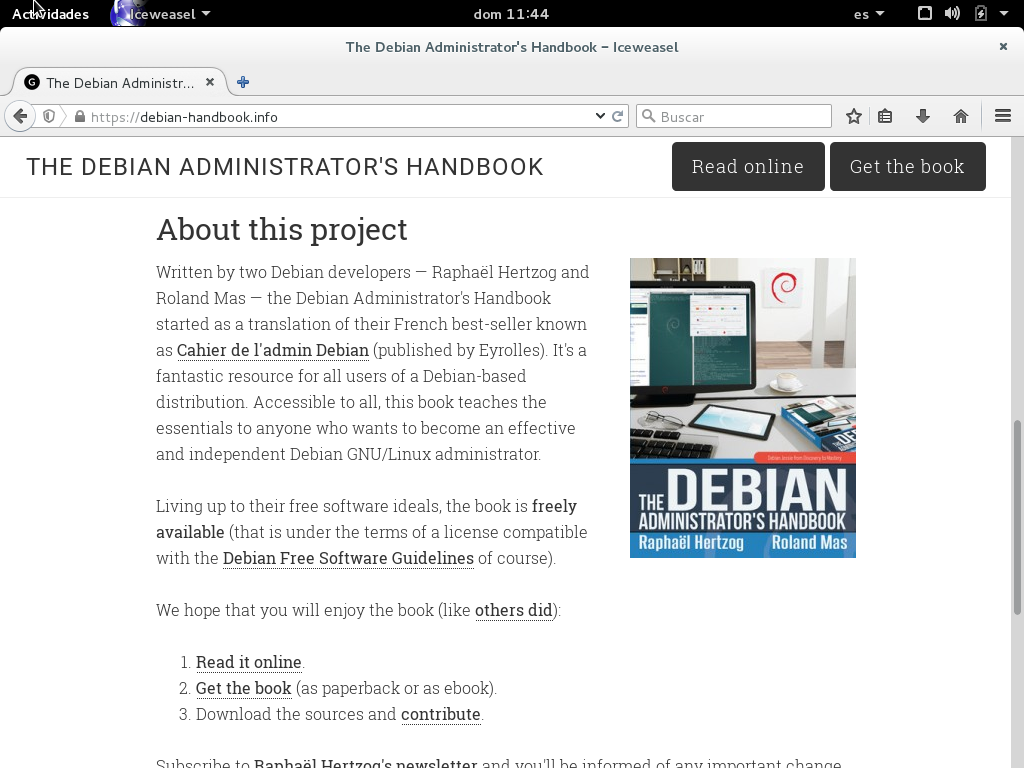 Actividades
Iceweasel
dom 11:44
es
The Debian Administrator's Handbook – Iceweasel
The Debian Administr...
https://debian-handbook.info
Buscar
THE DEBIAN ADMINISTRATOR'S HANDBOOK
Read online
Get the book
About this project
Written by two Debian developers — Raphaël Hertzog and
Roland Mas — the Debian Administrator's Handbook
started as a translation of their French best-seller known
as Cahier de l'admin Debian (published by Eyrolles). It's a
fantastic resource for all users of a Debian-based
distribution. Accessible to all, this book teaches the
essentials to anyone who wants to become an effective
and independent Debian GNU/Linux administrator.
Debian Jessie from Discovery to Mastery
THE DEBIAN
ADMINISTRATOR'S HANDBOOK
Raphaël Hertzog Roland Mas
Living up to their free software ideals, the book is freely
available (that is under the terms of a license compatible
with the Debian Free Software Guidelines of course).
We hope that you will enjoy the book (like others did):
1. Read it online.
2. Get the book (as paperback or as ebook).
3. Download the sources and contribute.
Subscribe to Raphaël Hertzog's newsletter and you'll be informed of any important change